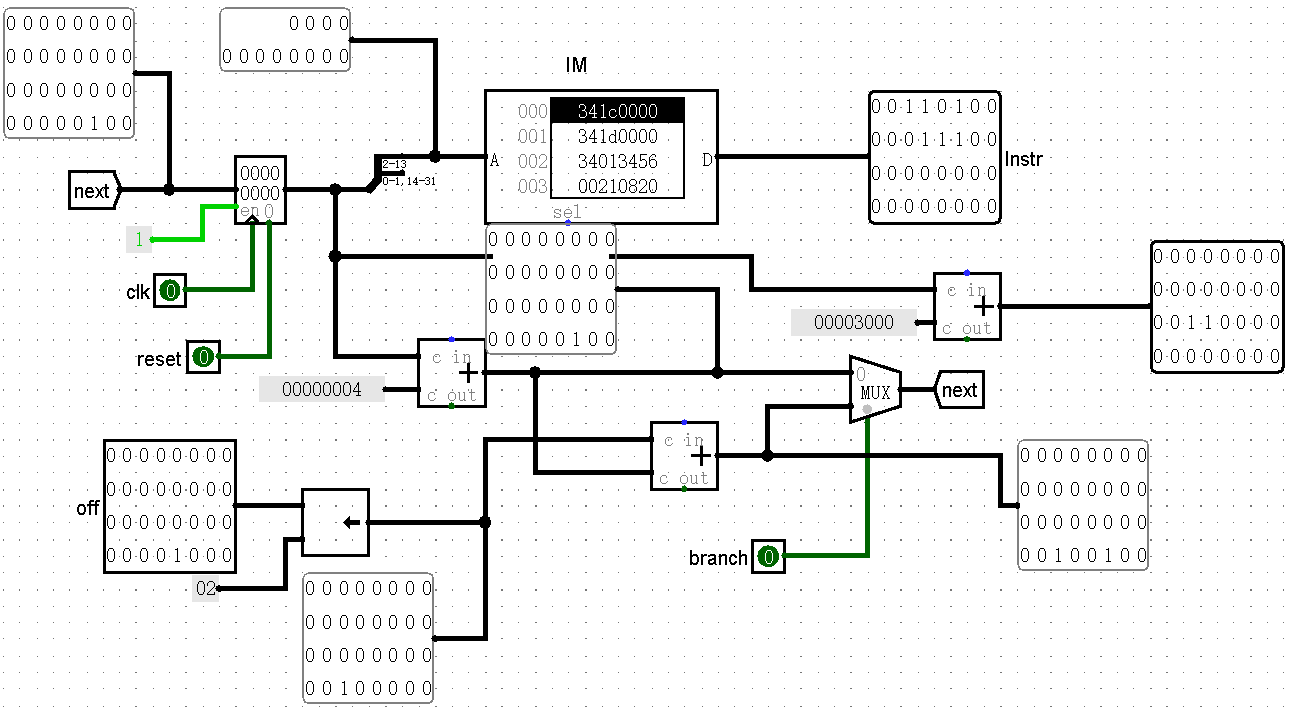 0 0 0 0 0 0 0 0
0 0 0 0 0 0 0 0
0 0 0 0 0 0 0 0
0 0 0 0 0 1 0 0
0 0 0 0
0 0 0 0 0 0 0 0
IM
000 341c0000
001 341d0000
002 34013456
003 00210820
A
D
sel
0 0 1 1 0 1 0 0
0 0 0 1 1 1 0 0
0 0 0 0 0 0 0 0
0 0 0 0 0 0 0 0
Instr
next
0000
0000
en 0
2-13
0-1,14-31
1
clk 0
reset 0
0 0 0 0 0 0 0 0
0 0 0 0 0 0 0 0
0 0 0 0 0 0 0 0
0 0 0 0 0 1 0 0
c in
+
c out
00003000
0 0 0 0 0 0 0 0
0 0 0 0 0 0 0 0
0 0 1 1 0 0 0 0
0 0 0 0 0 0 0 0
c in
+
c out
00000004
0
MUX
next
c in
+
c out
off
0 0 0 0 0 0 0 0
0 0 0 0 0 0 0 0
0 0 0 0 0 0 0 0
0 0 0 0 1 0 0 0
02
branch 0
0 0 0 0 0 0 0 0
0 0 0 0 0 0 0 0
0 0 0 0 0 0 0 0
0 0 1 0 0 1 0 0
0 0 0 0 0 0 0 0
0 0 0 0 0 0 0 0
0 0 0 0 0 0 0 0
0 0 1 0 0 0 0 0